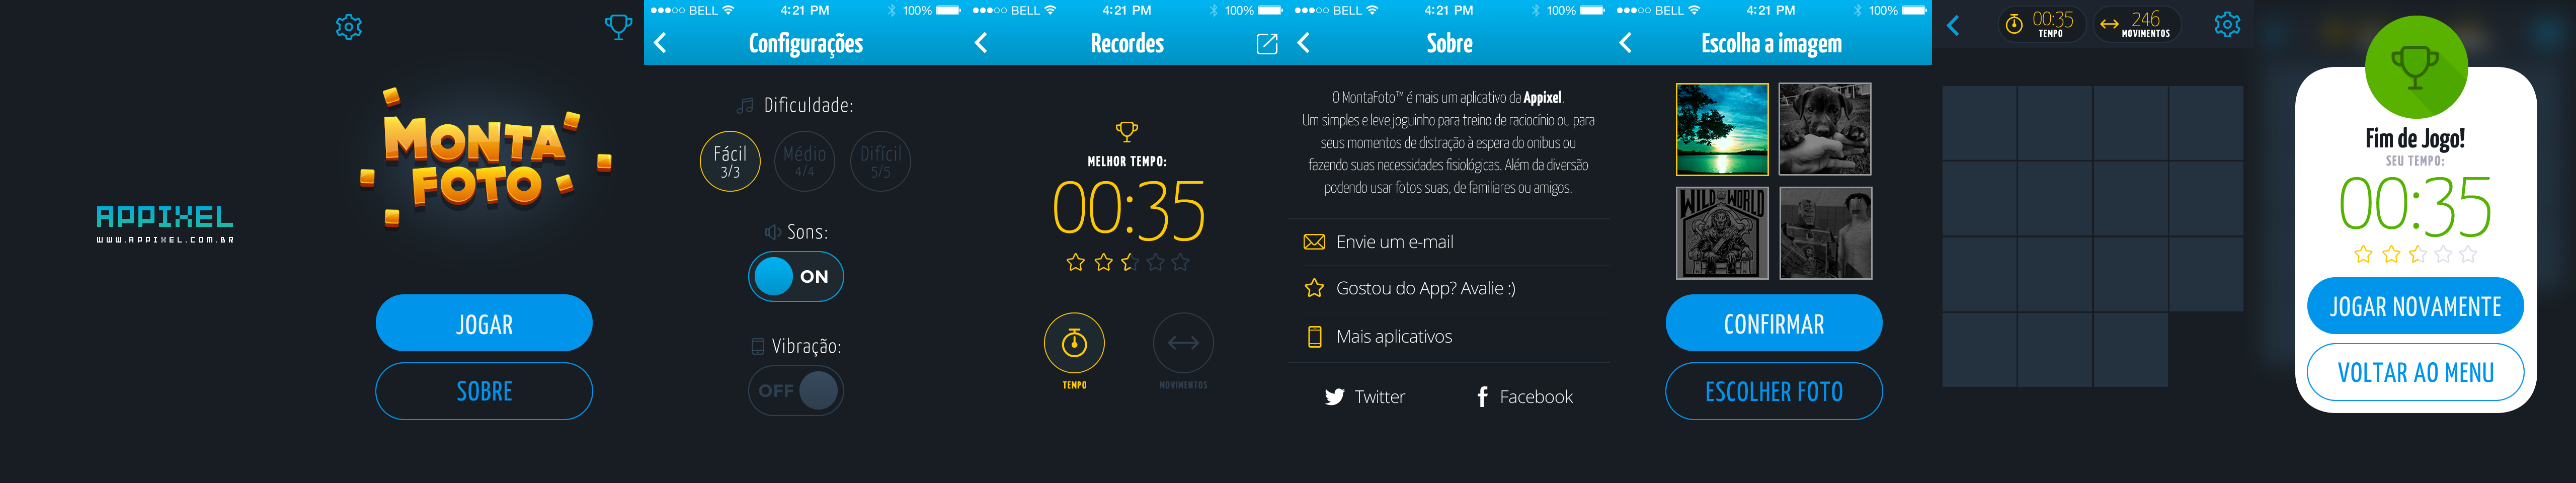 APPIXEL
WWW.APPIXEL.COM.BR
MONTA
FOTO
JOGAR
SOBRE
BELL 4:21 PM 100%
Configurações
Dificuldade:
Fácil Médio Difícil
3/3 4/4 5/5
Sons:
ON
Vibração:
OFF
BELL 4:21 PM 100%
Recordes
MELHOR TEMPO:
00:35
TEMPO MOVIMENTOS
BELL 4:21 PM 100%
Sobre
O MontaFoto™ é mais um aplicativo da Appixel.
Um simples e leve joguinho para treino de raciocínio ou para
seus momentos de distração à espera do onibus ou
fazendo suas necessidades fisiológicas. Além da diversão
podendo usar fotos suas, de familiares ou amigos.
Envie um e-mail
Gostou do App? Avalie :)
Mais aplicativos
Twitter Facebook
BELL 4:21 PM 100%
Escolha a imagem
WILD WORLD
CONFIRMAR
ESCOLHER FOTO
00:35 246
TEMPO MOVIMENTOS
Fim de Jogo!
SEU TEMPO:
00:35
JOGAR NOVAMENTE
VOLTAR AO MENU